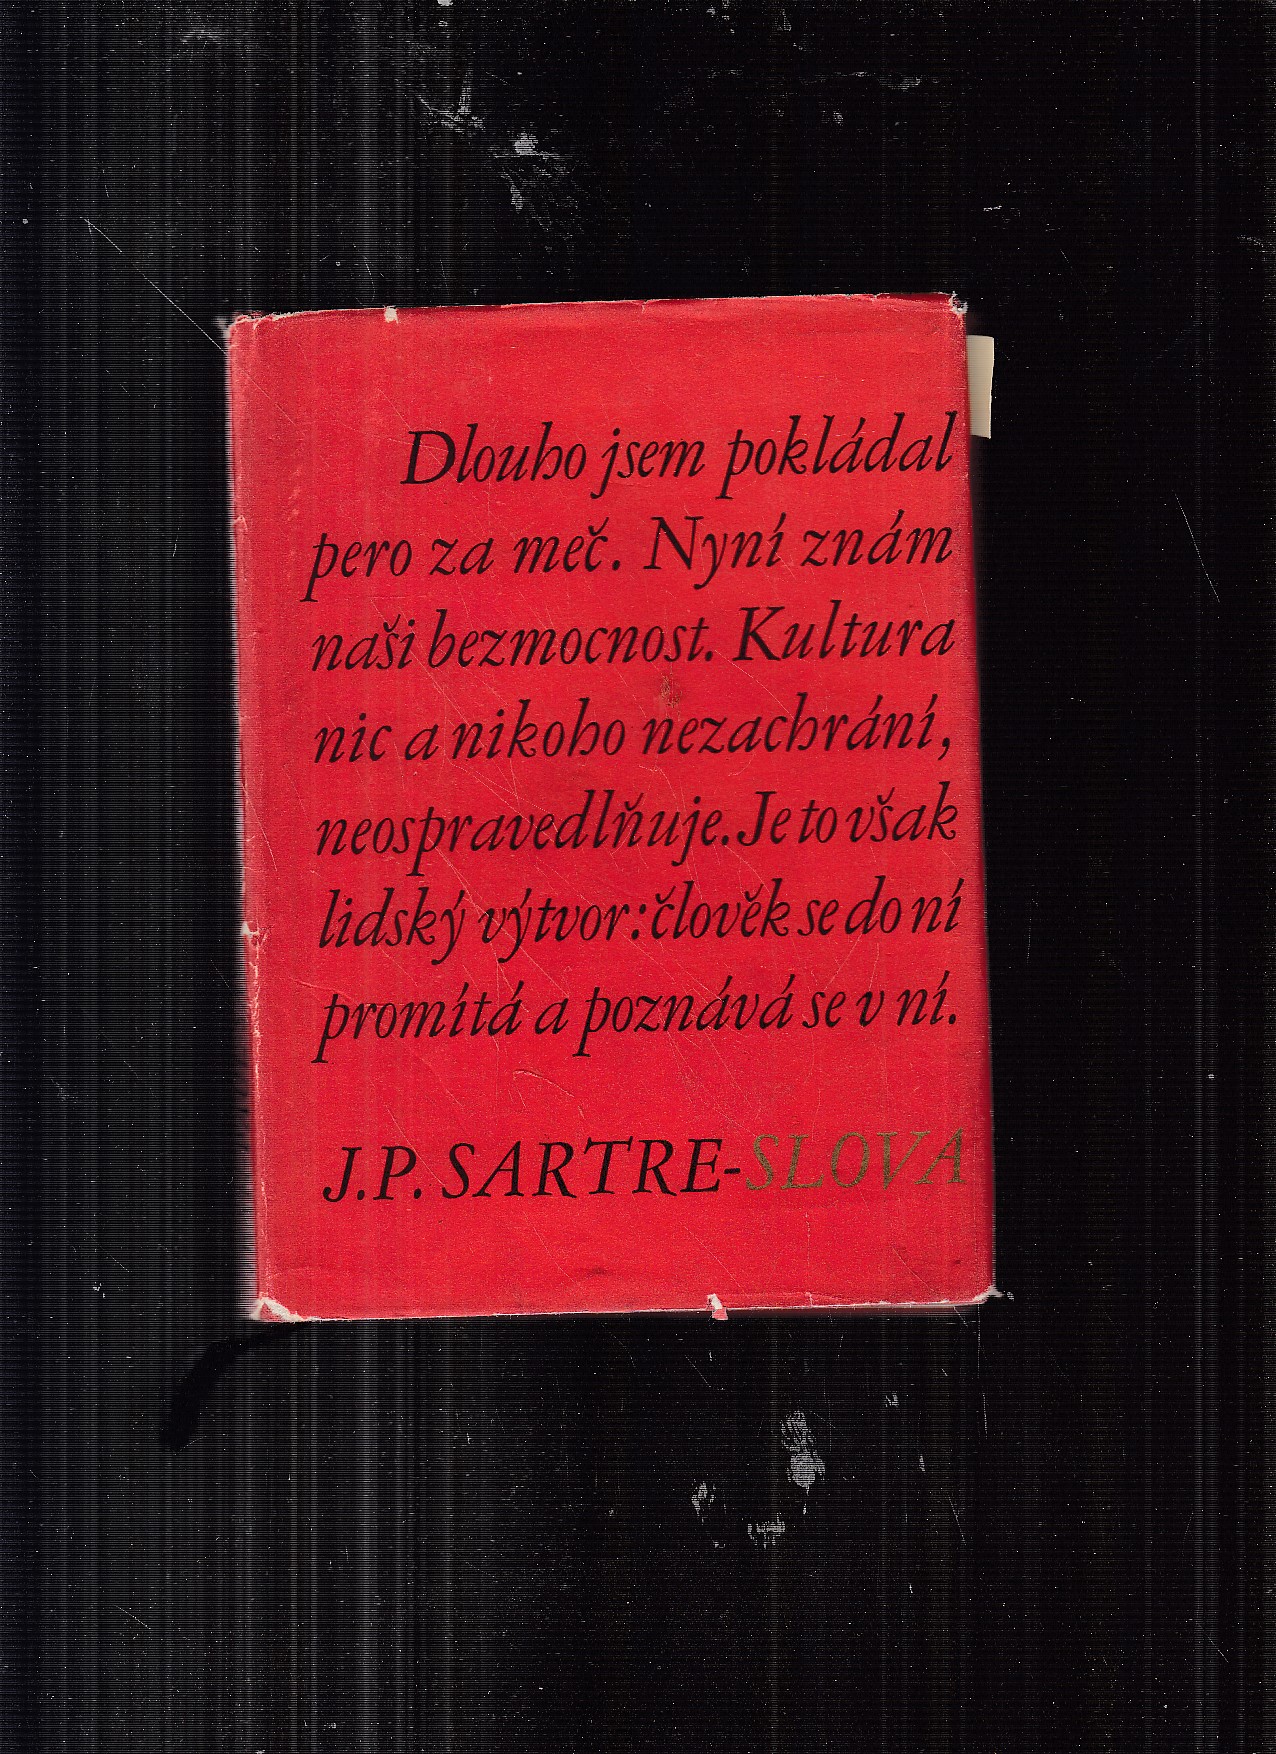 Dlouho jsem pokládal
pero za meč. Nyní znám
naši bezmocnost. Kultura
nic a nikoho nezachrání,
neospravedlňuje. Je to však
lidský výtvor: člověk se do ní
promítá a poznává se v ní.
J. P. SARTRE-SLOVA